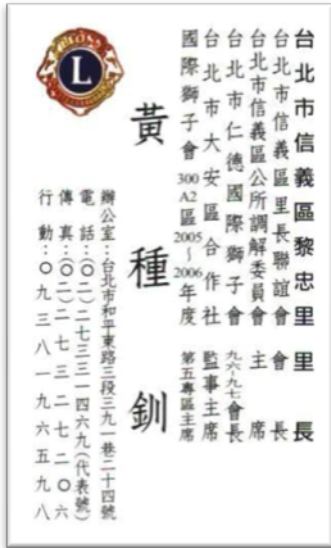 台北市信義區黎忠里里長
台北市信義區里長聯誼會 會長
台北市信義區公所調解委員會 主席
台北市仁德國際獅子會 九六~九七會長
台北市大安區合作社 監事主席
國際獅子會300A2區2005~2006年度 第五專區主席
黃種釧
辦公室:台北市和平東路三段三九一巷二十四號
電話:(〇二)二七三三一四六九(代表號)
傳真:(〇二)二七三二七二〇六
行動:〇九三八一九六五九八
LIONS
L